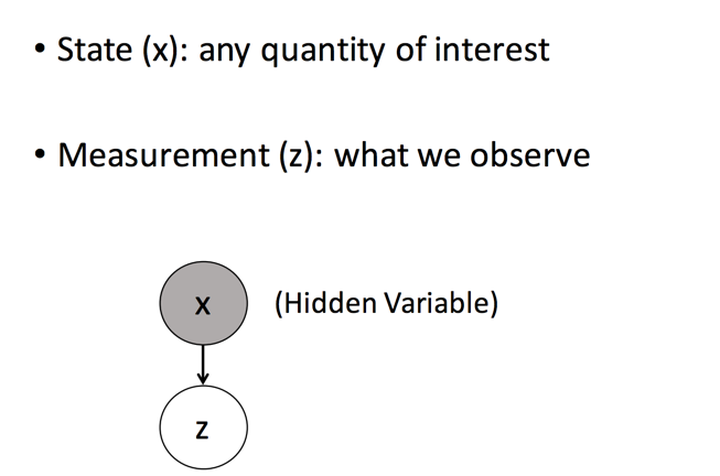 • State (x): any quantity of interest
• Measurement (z): what we observe
x (Hidden Variable)
z